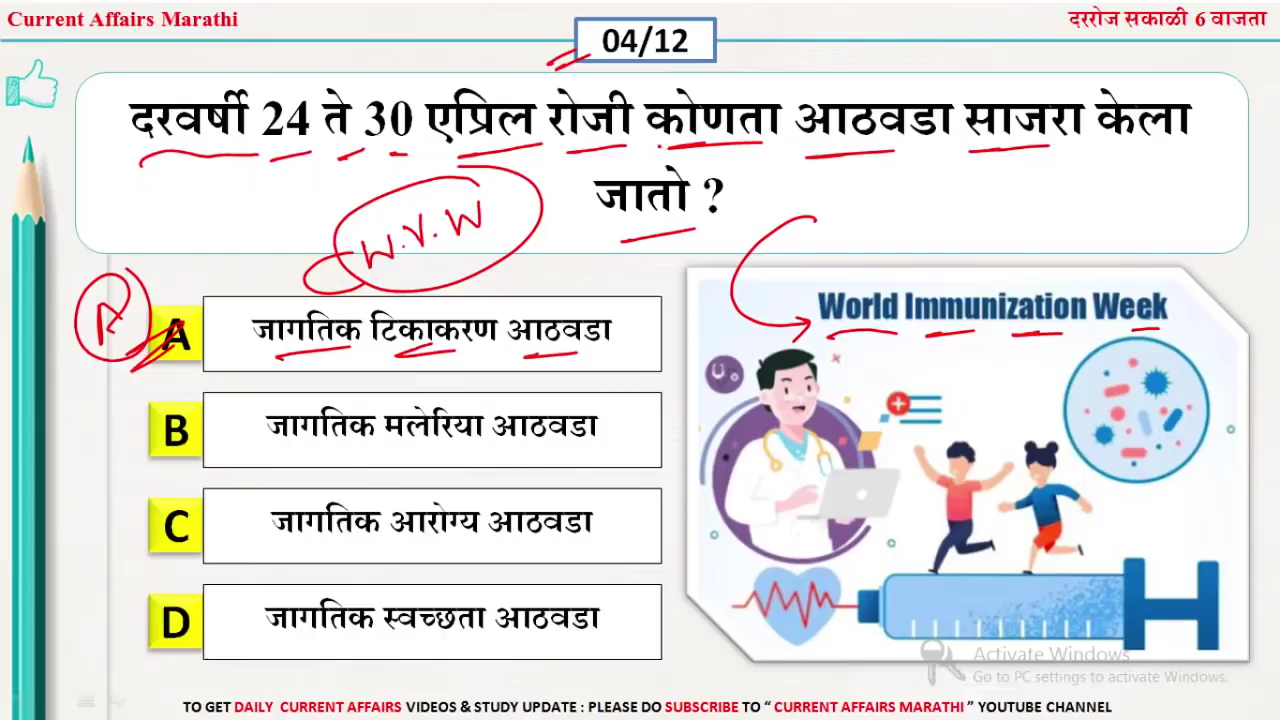 Current Affairs Marathi
दररोज सकाळी 6 वाजता
04/12
दरवर्षी 24 ते 30 एप्रिल रोजी कोणता आठवडा साजरा केला
जातो ?
W.V.W
A
A जागतिक टिकाकरण आठवडा
B जागतिक मलेरिया आठवडा
C जागतिक आरोग्य आठवडा
D जागतिक स्वच्छता आठवडा
World Immunization Week
Activate Windows
Go to PC settings to activate Windows.
TO GET DAILY CURRENT AFFAIRS VIDEOS & STUDY UPDATE : PLEASE DO SUBSCRIBE TO “ CURRENT AFFAIRS MARATHI ” YOUTUBE CHANNEL